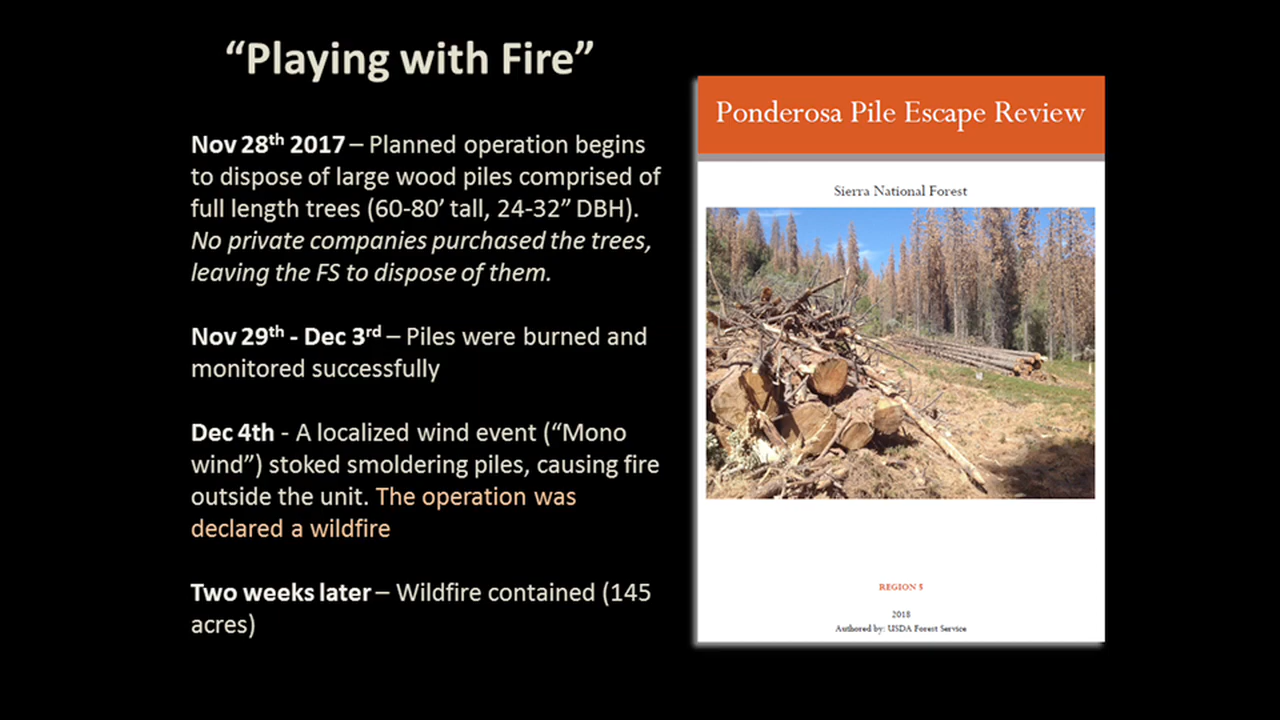 “Playing with Fire”
Nov 28th 2017 – Planned operation begins
to dispose of large wood piles comprised of
full length trees (60-80’ tall, 24-32” DBH).
No private companies purchased the trees,
leaving the FS to dispose of them.
Nov 29th - Dec 3rd – Piles were burned and
monitored successfully
Dec 4th - A localized wind event (“Mono
wind”) stoked smoldering piles, causing fire
outside the unit. The operation was
declared a wildfire
Two weeks later – Wildfire contained (145
acres)
Ponderosa Pile Escape Review
Sierra National Forest
REGION 5
2018
Authored by: USDA Forest Service